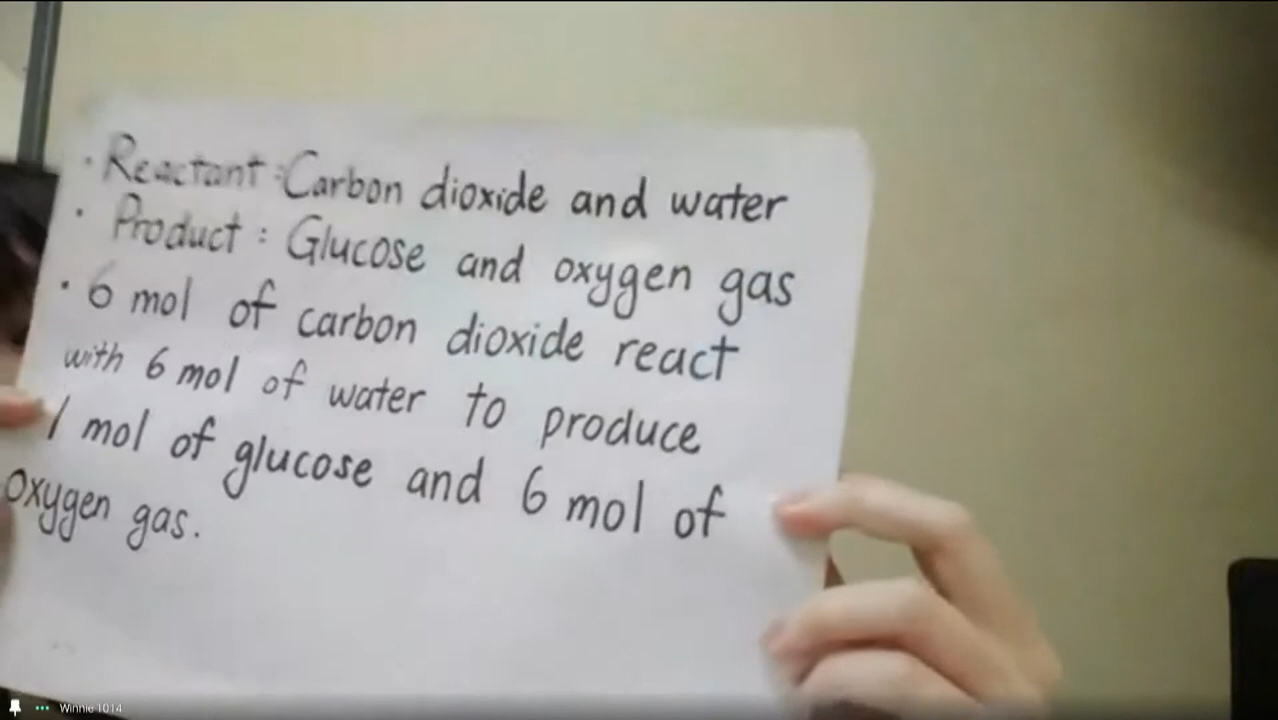 · Reactant : Carbon dioxide and water
· Product : Glucose and oxygen gas
· 6 mol of carbon dioxide react
with 6 mol of water to produce
1 mol of glucose and 6 mol of
oxygen gas.
Winnie 1014